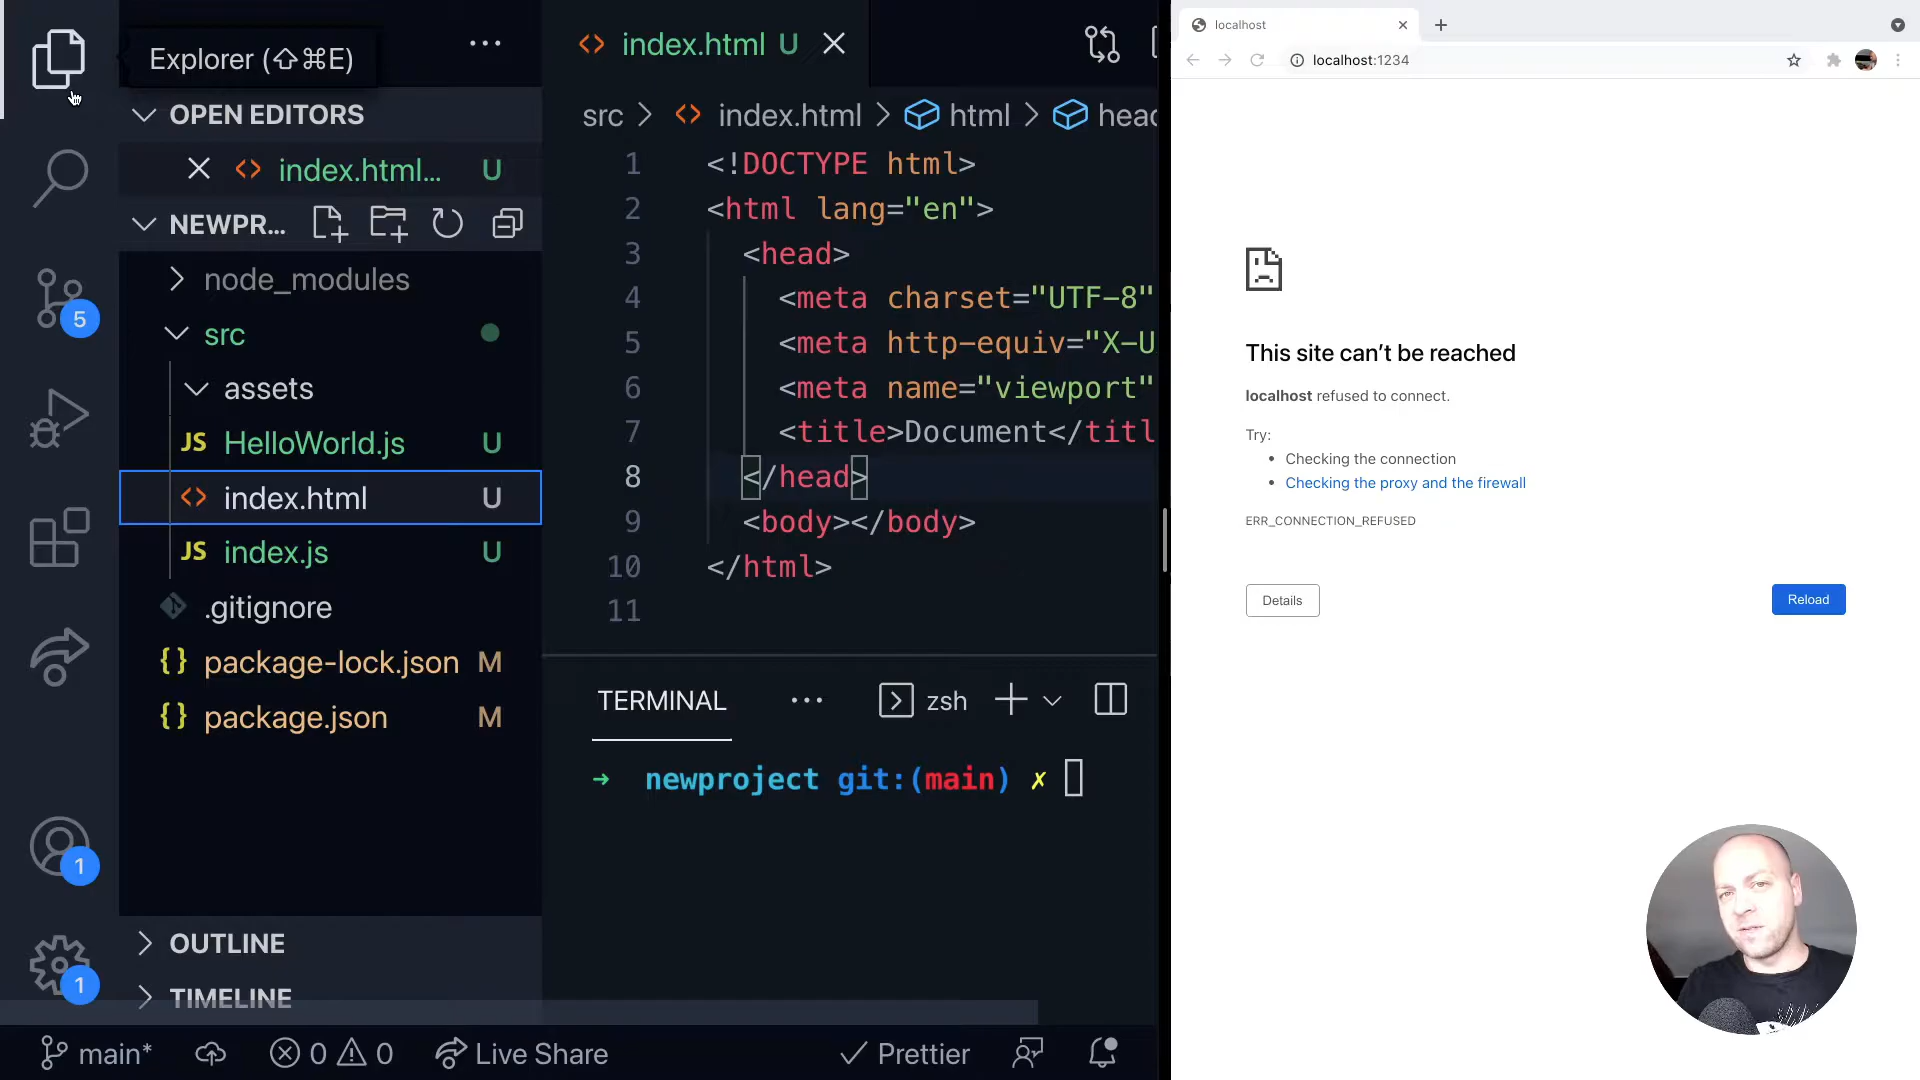 Explorer (⇧⌘E)
OPEN EDITORS
index.html... U
NEWPR...
node_modules
src
assets
JS HelloWorld.js U
index.html U
JS index.js U
.gitignore
{} package-lock.json M
{} package.json M
OUTLINE
TIMELINE
5
1
1
index.html U
src > index.html > html > head
1 <!DOCTYPE html>
2 <html lang="en">
3 <head>
4 <meta charset="UTF-8"
5 <meta http-equiv="X-U
6 <meta name="viewport"
7 <title>Document</titl
8 </head>
9 <body></body>
10 </html>
11
TERMINAL
zsh
→ newproject git:(main) ✗
main*
0 0
Live Share
Prettier
localhost
localhost:1234
This site can’t be reached
localhost refused to connect.
Try:
• Checking the connection
• Checking the proxy and the firewall
ERR_CONNECTION_REFUSED
Details
Reload